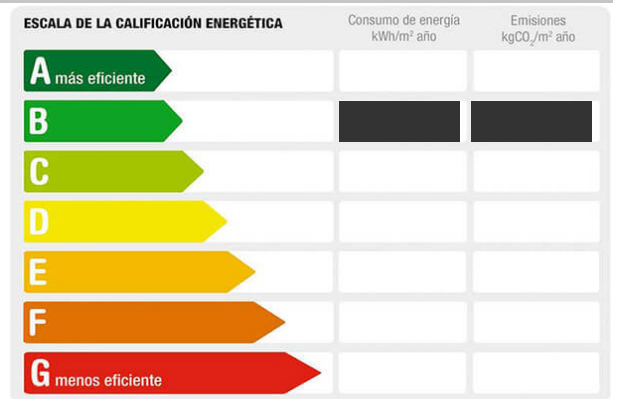 ESCALA DE LA CALIFICACIÓN ENERGÉTICA
Consumo de energía
kWh/m² año
Emisiones
kgCO₂/m² año
A más eficiente
B
C
D
E
F
G menos eficiente